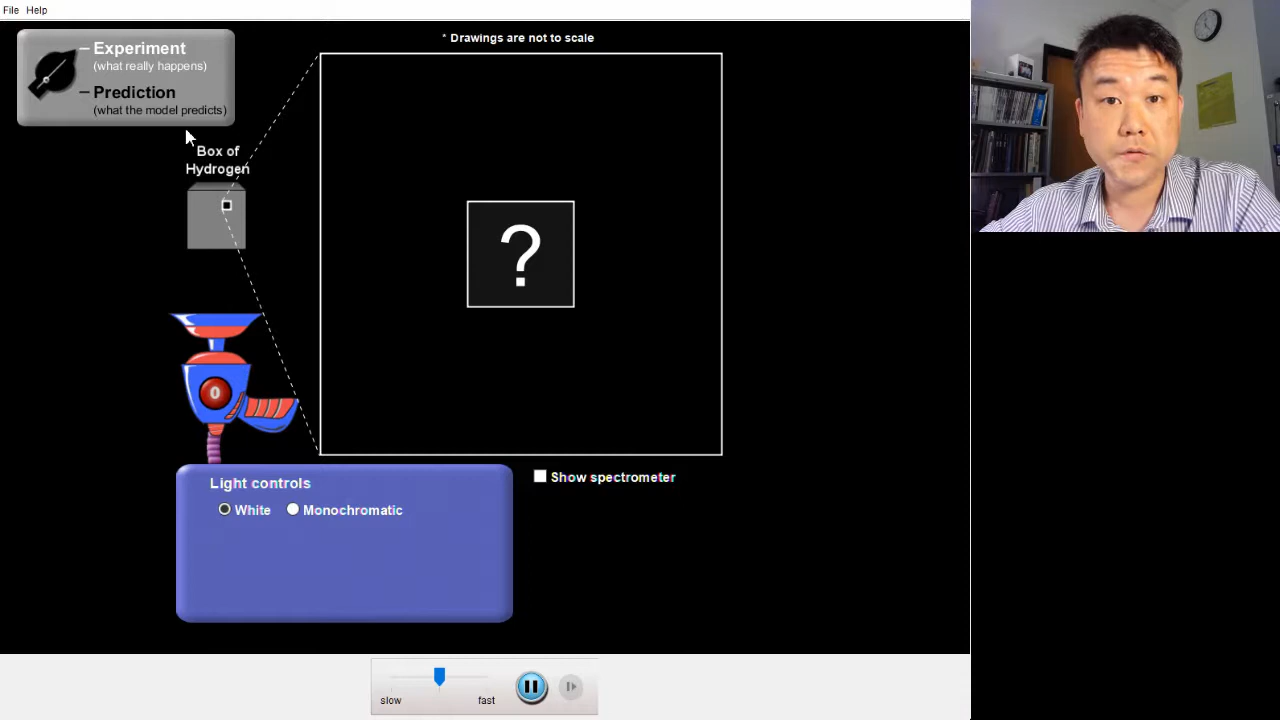 File Help
* Drawings are not to scale
Experiment
(what really happens)
Prediction
(what the model predicts)
Box of
Hydrogen
?
0
Light controls
White Monochromatic
Show spectrometer
slow fast